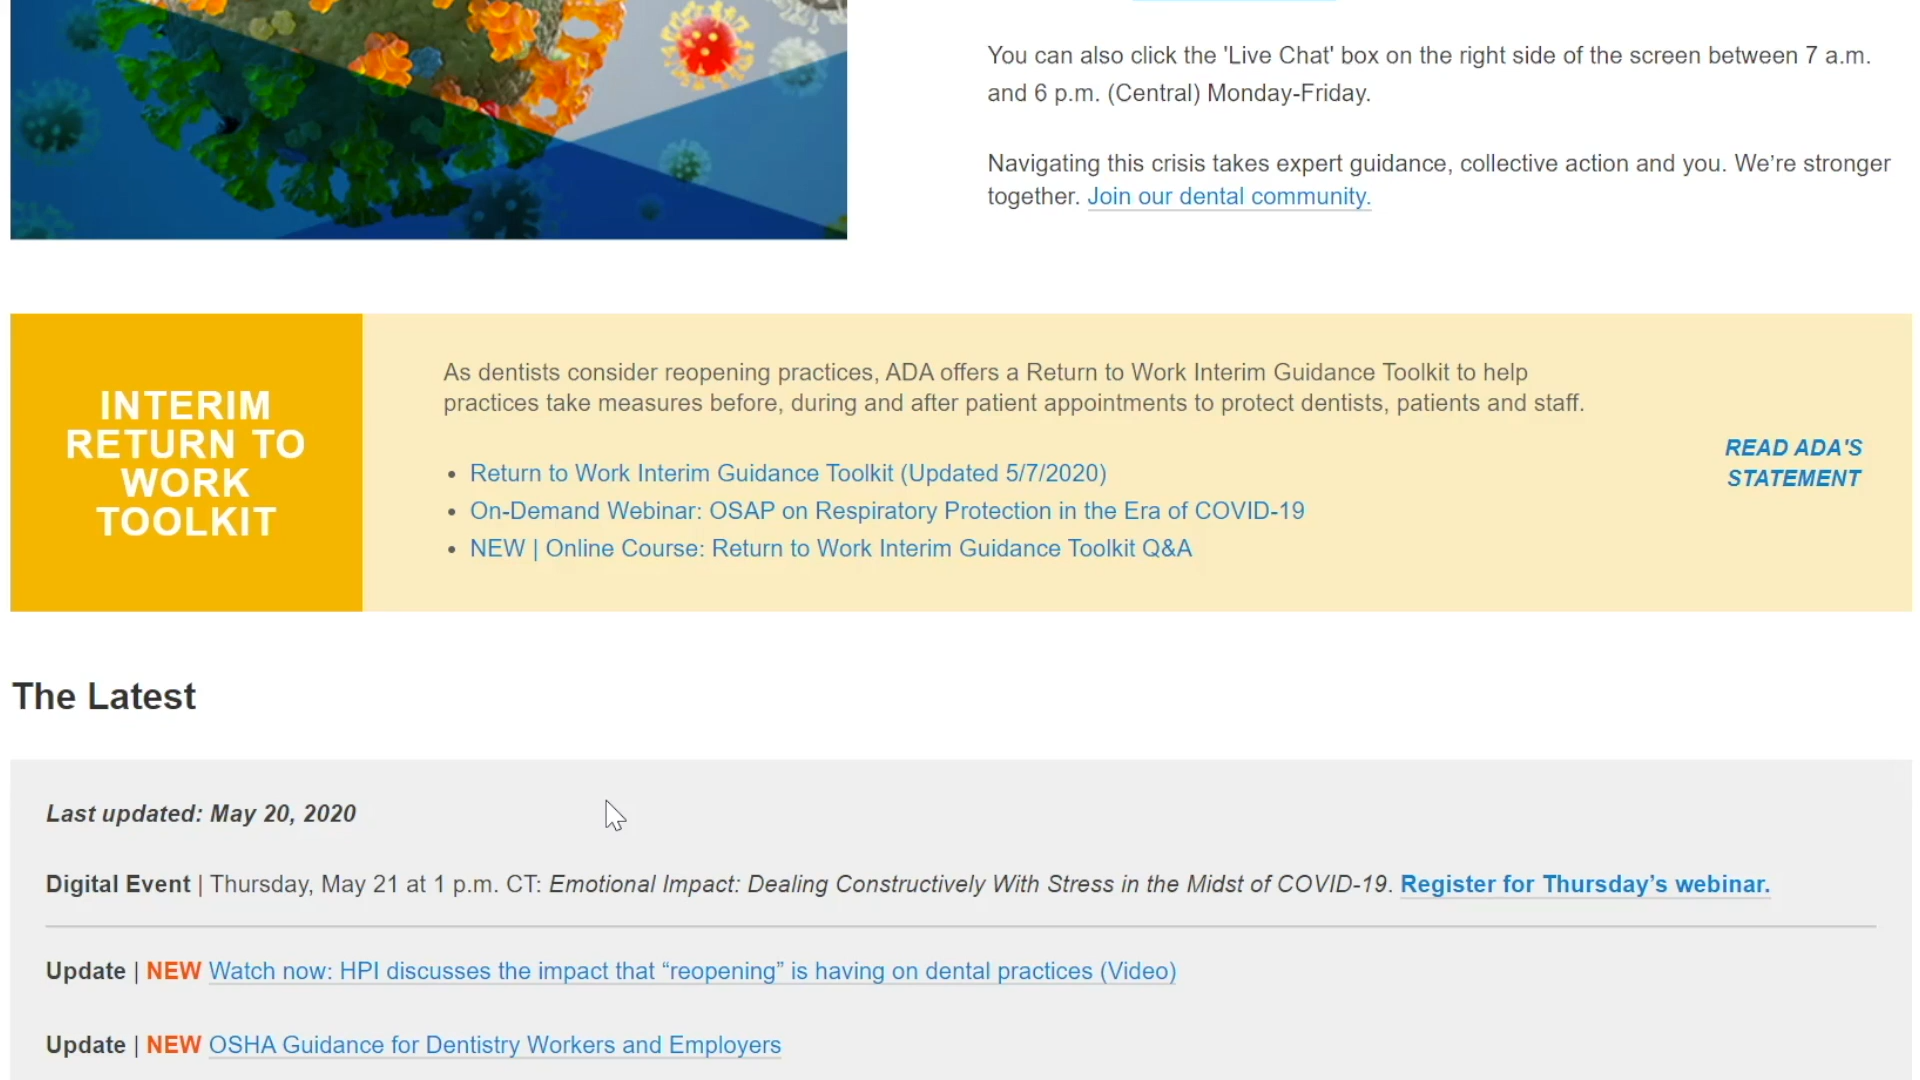 You can also click the 'Live Chat' box on the right side of the screen between 7 a.m.
and 6 p.m. (Central) Monday-Friday.
Navigating this crisis takes expert guidance, collective action and you. We’re stronger
together. Join our dental community.
INTERIM
RETURN TO
WORK
TOOLKIT
As dentists consider reopening practices, ADA offers a Return to Work Interim Guidance Toolkit to help
practices take measures before, during and after patient appointments to protect dentists, patients and staff.
• Return to Work Interim Guidance Toolkit (Updated 5/7/2020)
• On-Demand Webinar: OSAP on Respiratory Protection in the Era of COVID-19
• NEW | Online Course: Return to Work Interim Guidance Toolkit Q&A
READ ADA'S
STATEMENT
The Latest
Last updated: May 20, 2020
Digital Event | Thursday, May 21 at 1 p.m. CT: Emotional Impact: Dealing Constructively With Stress in the Midst of COVID-19. Register for Thursday’s webinar.
Update | NEW Watch now: HPI discusses the impact that “reopening” is having on dental practices (Video)
Update | NEW OSHA Guidance for Dentistry Workers and Employers